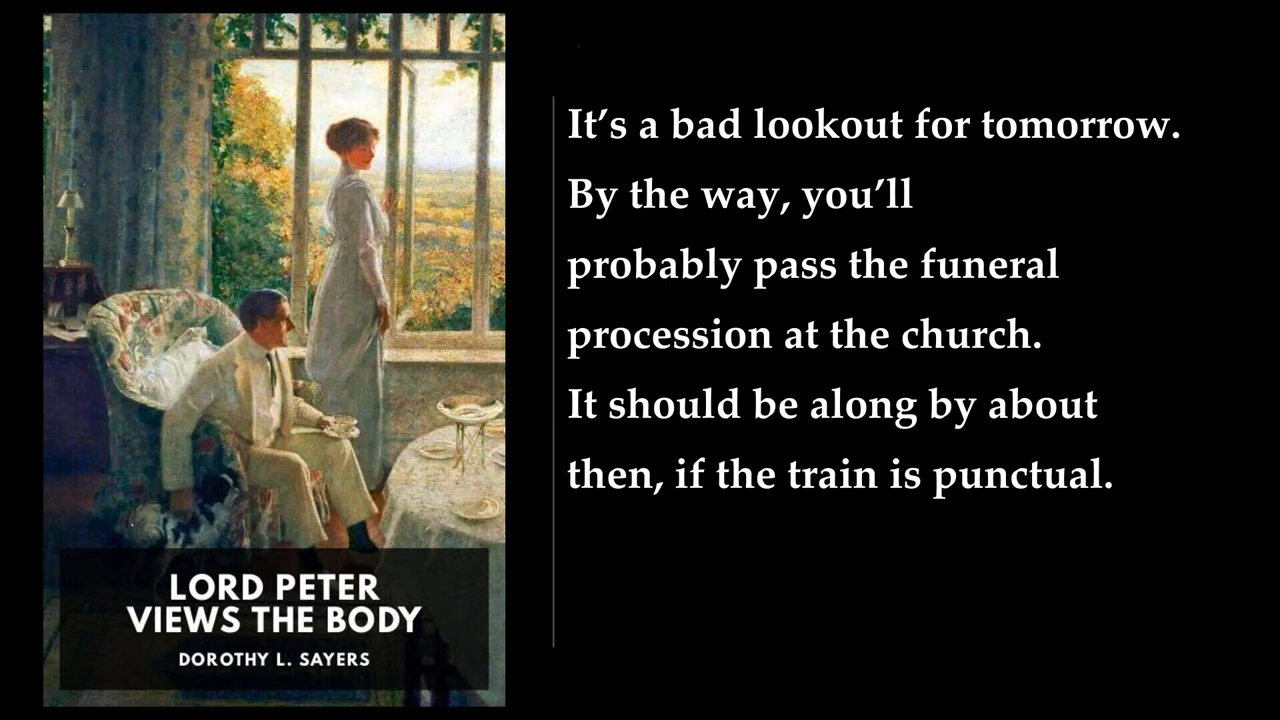 It’s a bad lookout for tomorrow.
By the way, you’ll
probably pass the funeral
procession at the church.
It should be along by about
then, if the train is punctual.
LORD PETER
VIEWS THE BODY
DOROTHY L. SAYERS